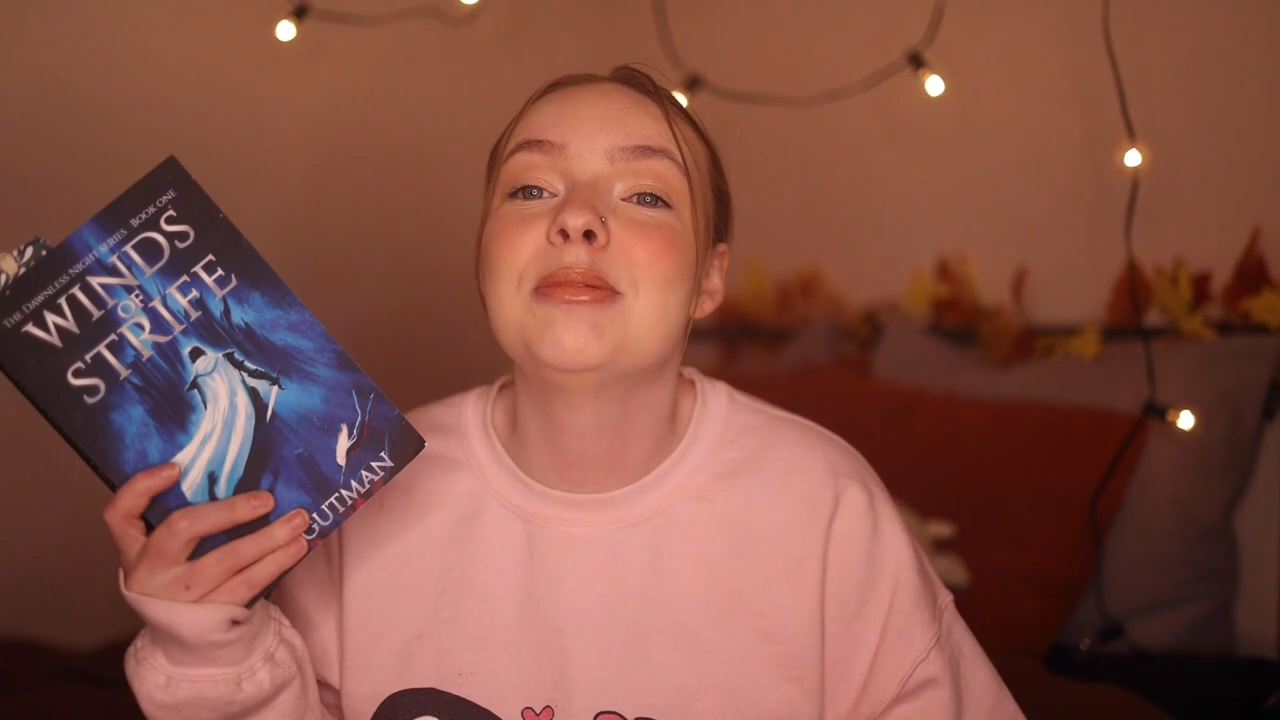 THE DAWNLESS NIGHT SERIES BOOK ONE
WINDS
OF
STRIFE
GUTMAN